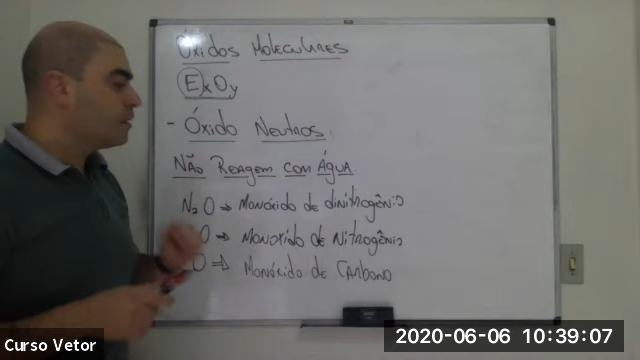 Óxidos Moleculares
ExOy
- Óxido Neutros.
Não Reagem com Água
N₂O → Monóxido de dinitrogênio
O → Monóxido de Nitrogênio
O ⇒ Monóxido de Carbono
Curso Vetor
2020-06-06 10:39:07